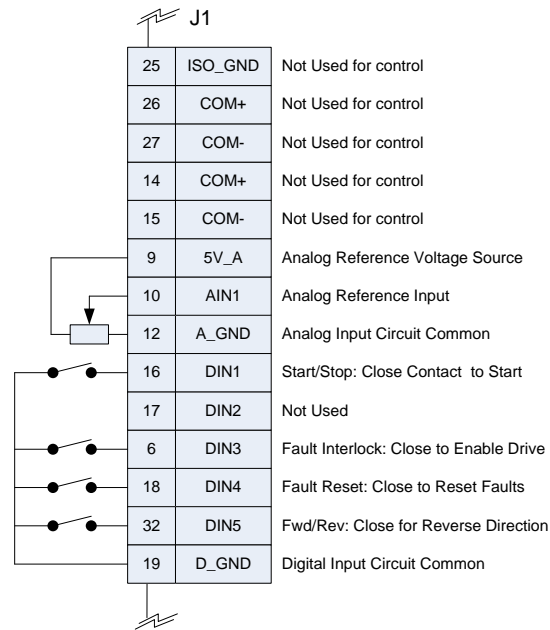 J1
25 ISO_GND Not Used for control
26 COM+ Not Used for control
27 COM- Not Used for control
14 COM+ Not Used for control
15 COM- Not Used for control
9 5V_A Analog Reference Voltage Source
10 AIN1 Analog Reference Input
12 A_GND Analog Input Circuit Common
16 DIN1 Start/Stop: Close Contact to Start
17 DIN2 Not Used
6 DIN3 Fault Interlock: Close to Enable Drive
18 DIN4 Fault Reset: Close to Reset Faults
32 DIN5 Fwd/Rev: Close for Reverse Direction
19 D_GND Digital Input Circuit Common